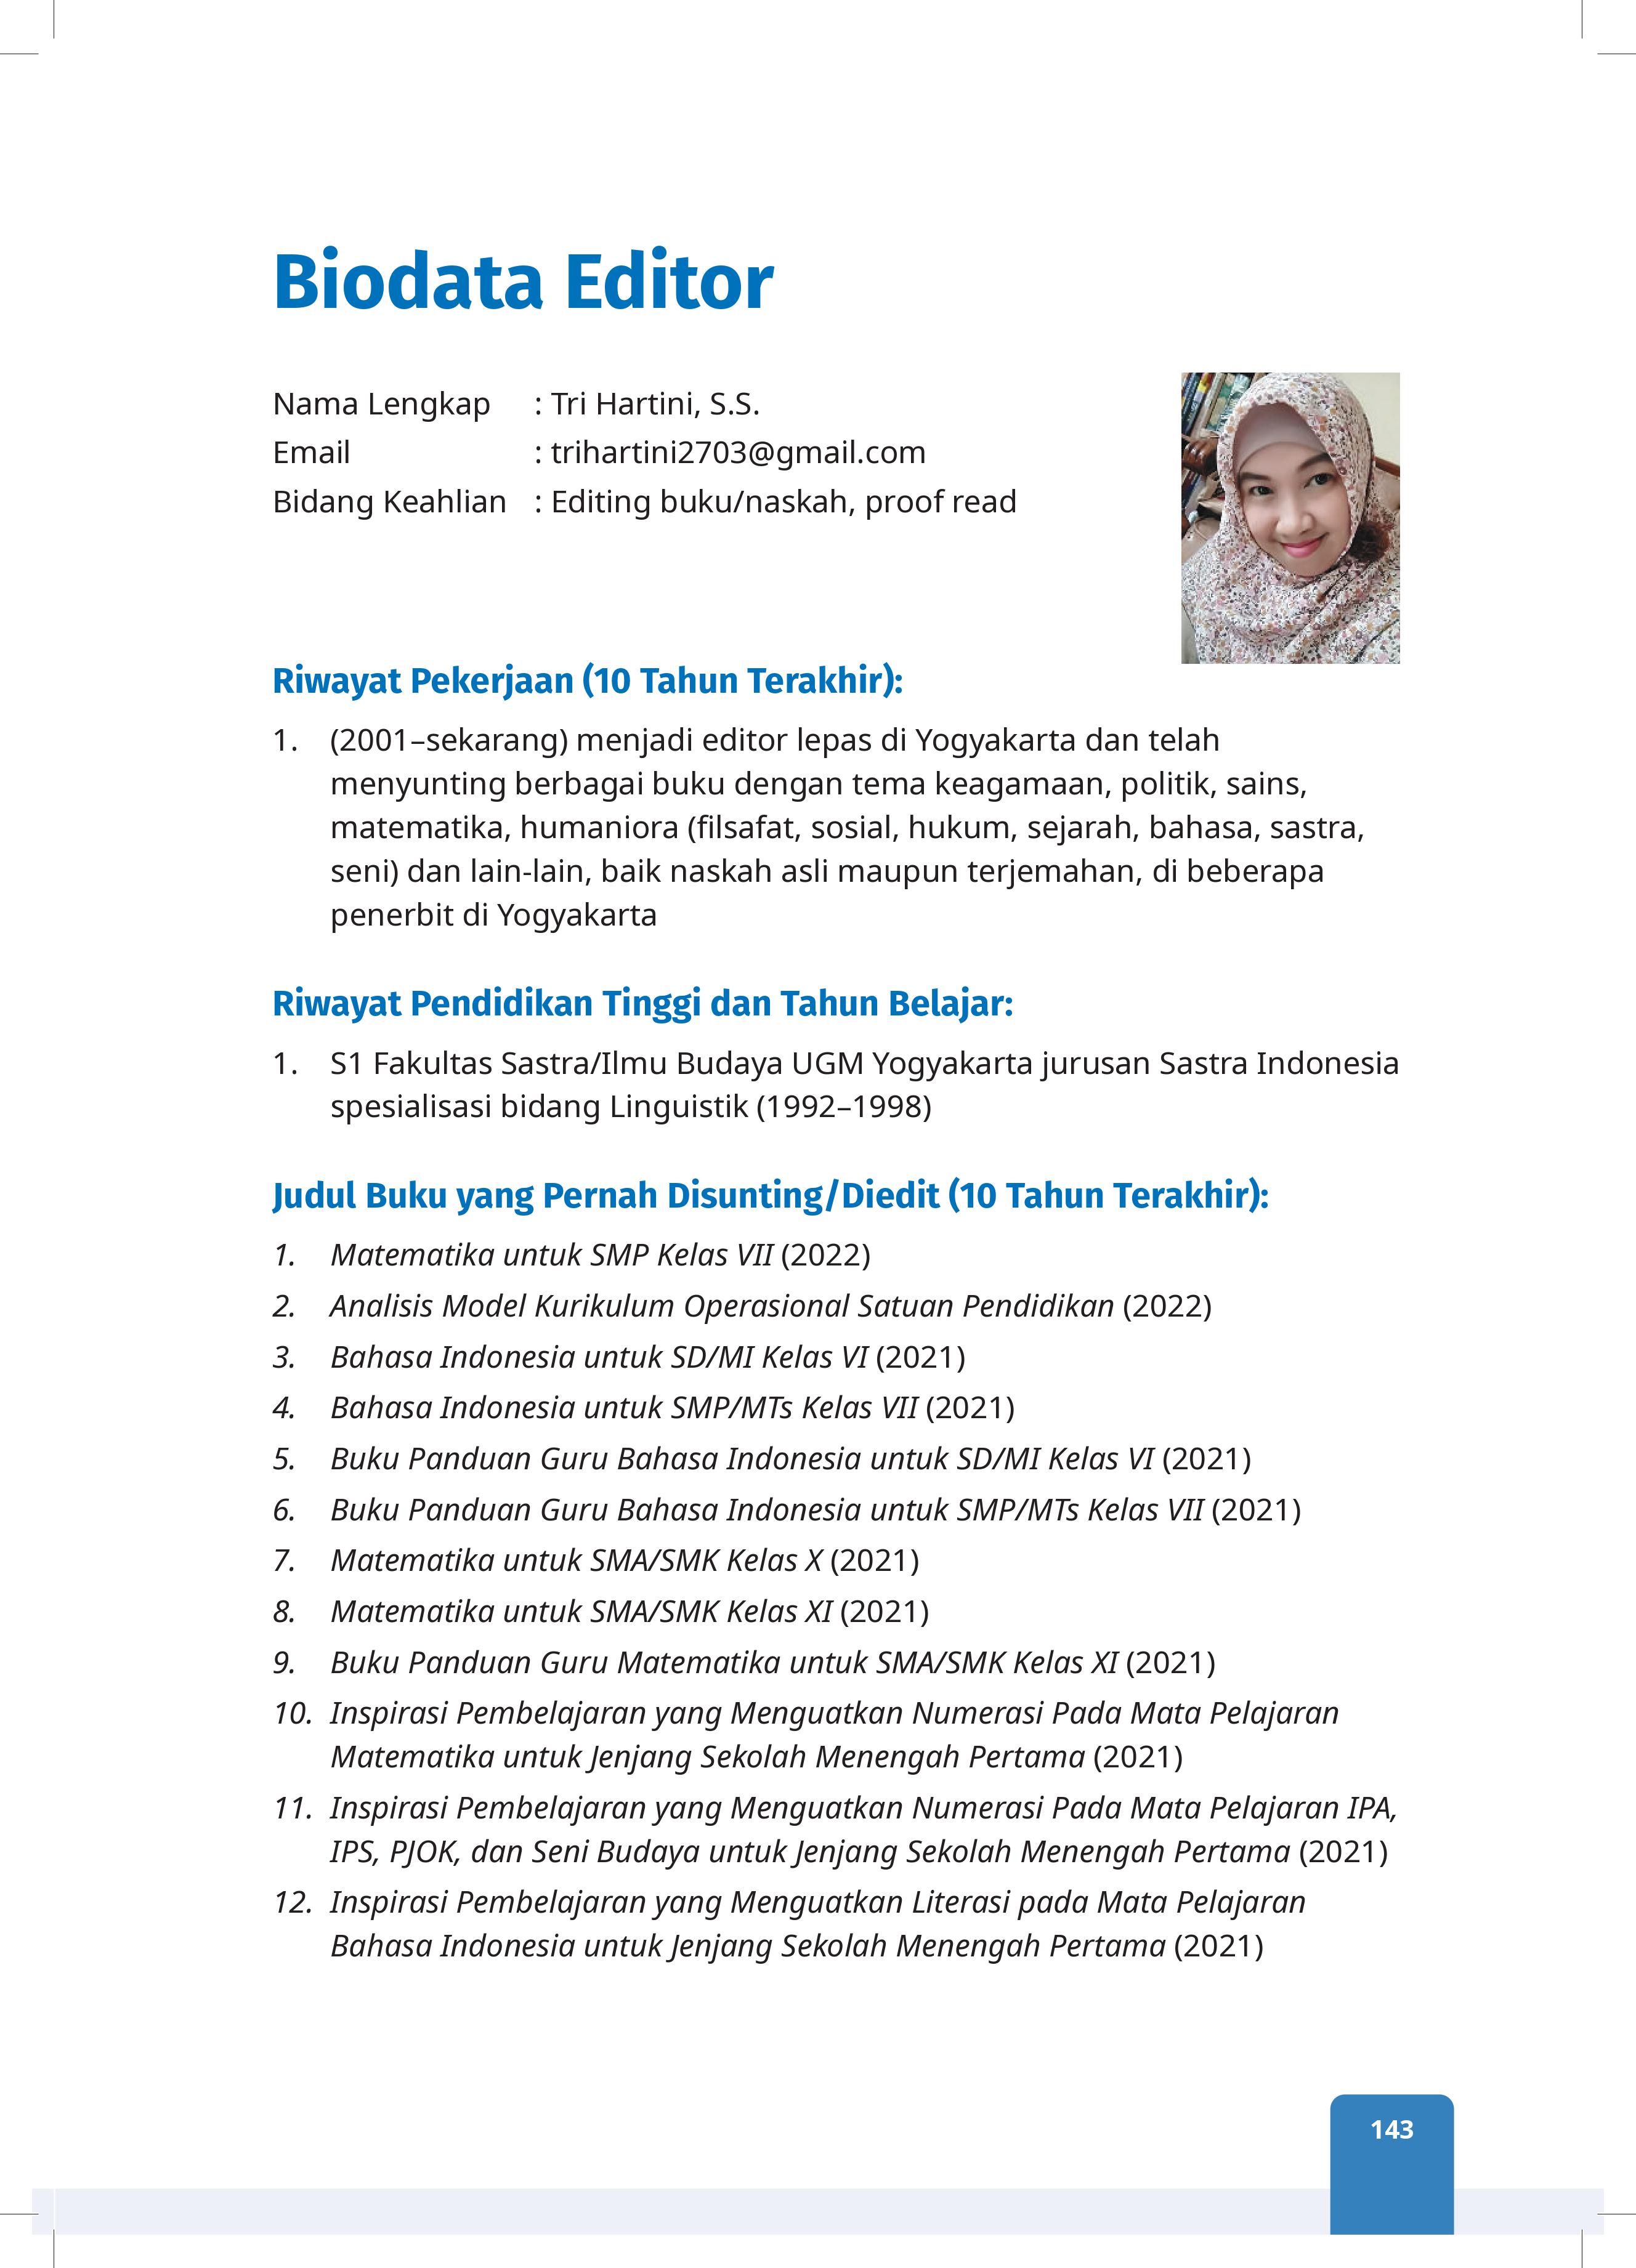 Biodata Editor
Nama Lengkap : Tri Hartini, S.S.
Email : trihartini2703@gmail.com
Bidang Keahlian : Editing buku/naskah, proof read
Riwayat Pekerjaan (10 Tahun Terakhir):
1. (2001–sekarang) menjadi editor lepas di Yogyakarta dan telah
menyunting berbagai buku dengan tema keagamaan, politik, sains,
matematika, humaniora (filsafat, sosial, hukum, sejarah, bahasa, sastra,
seni) dan lain-lain, baik naskah asli maupun terjemahan, di beberapa
penerbit di Yogyakarta
Riwayat Pendidikan Tinggi dan Tahun Belajar:
1. S1 Fakultas Sastra/Ilmu Budaya UGM Yogyakarta jurusan Sastra Indonesia
spesialisasi bidang Linguistik (1992–1998)
Judul Buku yang Pernah Disunting/Diedit (10 Tahun Terakhir):
1. Matematika untuk SMP Kelas VII (2022)
2. Analisis Model Kurikulum Operasional Satuan Pendidikan (2022)
3. Bahasa Indonesia untuk SD/MI Kelas VI (2021)
4. Bahasa Indonesia untuk SMP/MTs Kelas VII (2021)
5. Buku Panduan Guru Bahasa Indonesia untuk SD/MI Kelas VI (2021)
6. Buku Panduan Guru Bahasa Indonesia untuk SMP/MTs Kelas VII (2021)
7. Matematika untuk SMA/SMK Kelas X (2021)
8. Matematika untuk SMA/SMK Kelas XI (2021)
9. Buku Panduan Guru Matematika untuk SMA/SMK Kelas XI (2021)
10. Inspirasi Pembelajaran yang Menguatkan Numerasi Pada Mata Pelajaran
Matematika untuk Jenjang Sekolah Menengah Pertama (2021)
11. Inspirasi Pembelajaran yang Menguatkan Numerasi Pada Mata Pelajaran IPA,
IPS, PJOK, dan Seni Budaya untuk Jenjang Sekolah Menengah Pertama (2021)
12. Inspirasi Pembelajaran yang Menguatkan Literasi pada Mata Pelajaran
Bahasa Indonesia untuk Jenjang Sekolah Menengah Pertama (2021)
143